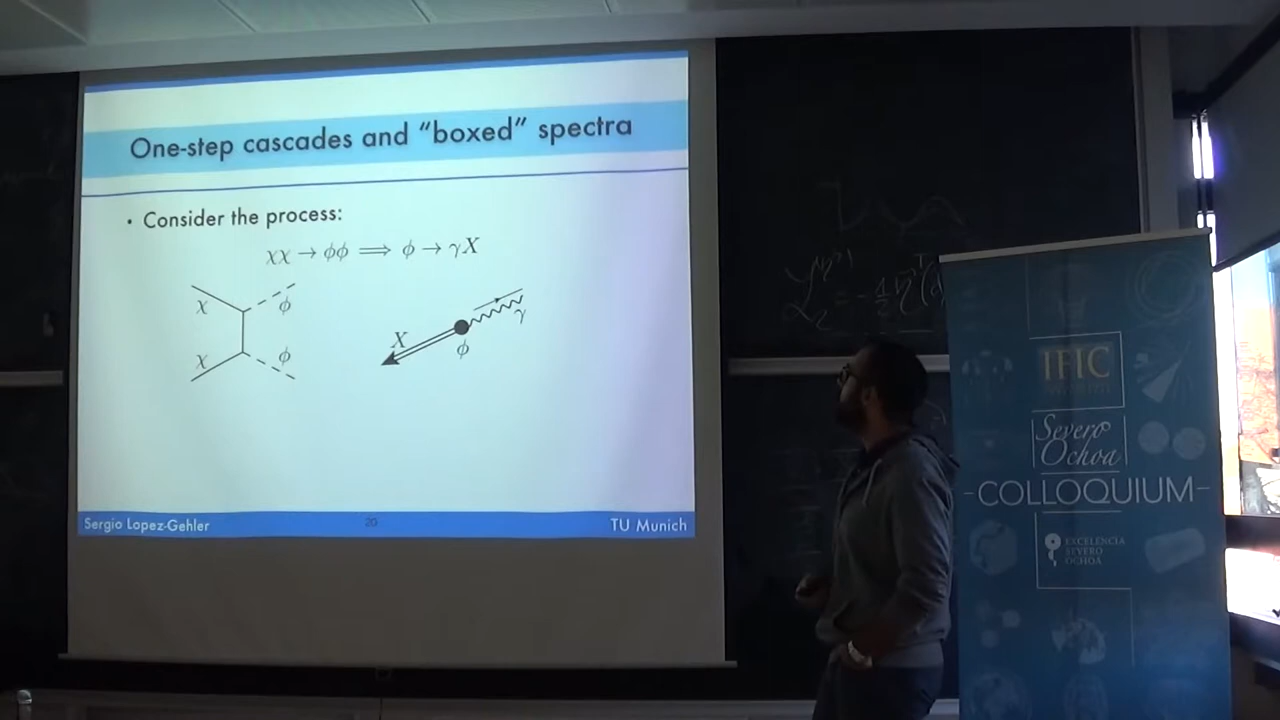 One-step cascades and “boxed” spectra
• Consider the process:
χχ → ϕϕ ⟹ ϕ → γX
χ
ϕ
χ
ϕ
X
ϕ
γ
Sergio Lopez-Gehler
20
TU Munich
IFIC
Severo
Ochoa
-COLLOQUIUM-
EXCELENCIA
SEVERO
OCHOA